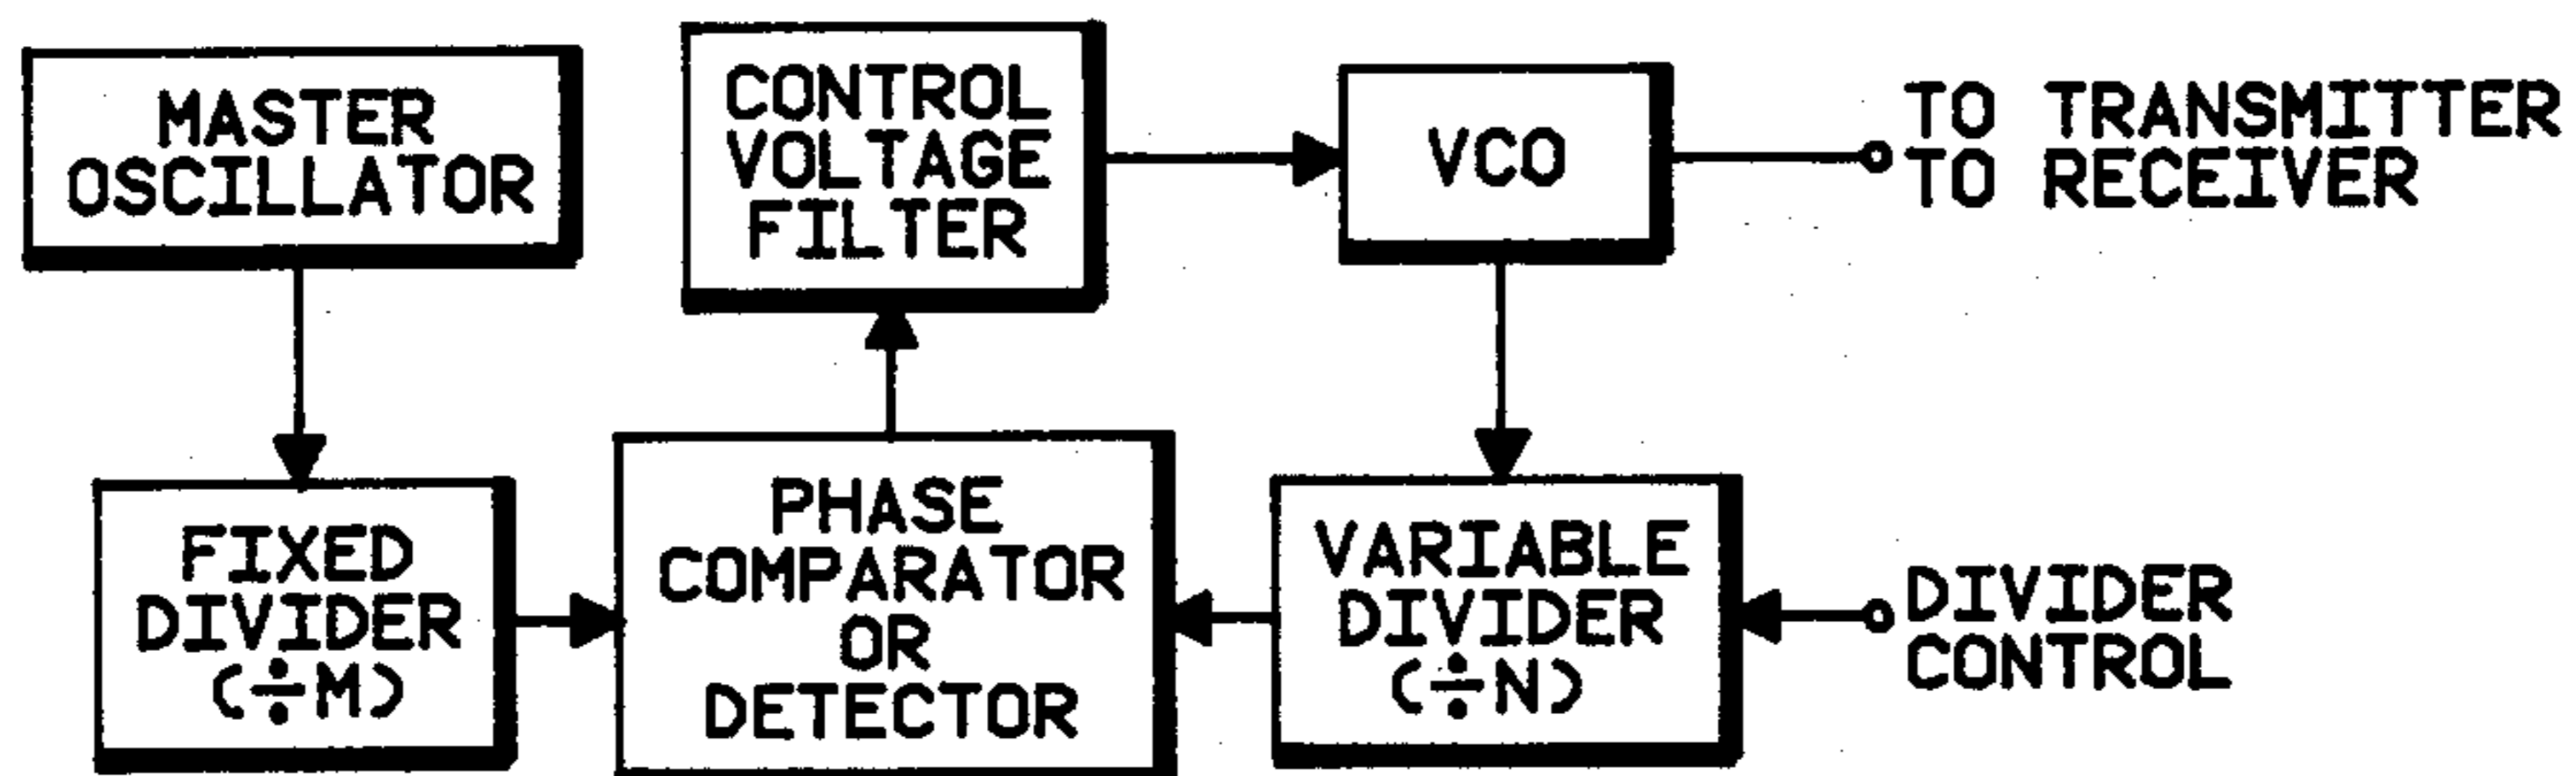 MASTER
OSCILLATOR
CONTROL
VOLTAGE
FILTER
VCO
TO TRANSMITTER
TO RECEIVER
FIXED
DIVIDER
(÷M)
PHASE
COMPARATOR
OR
DETECTOR
VARIABLE
DIVIDER
(÷N)
DIVIDER
CONTROL